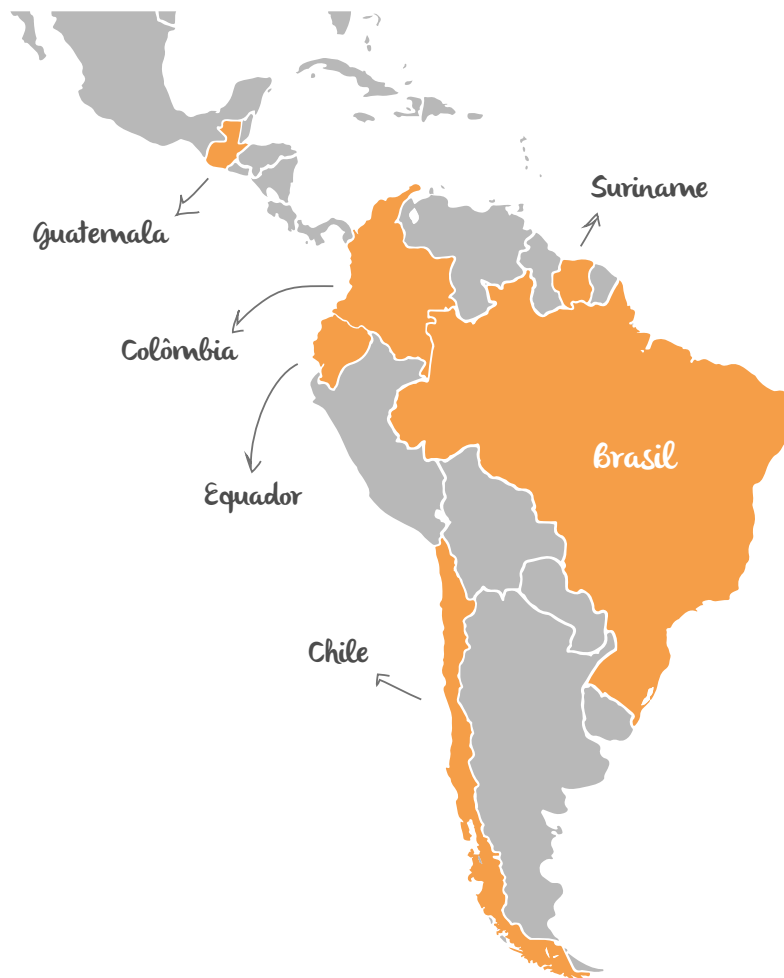 Suriname
Guatemala
Colômbia
Brasil
Equador
Chile